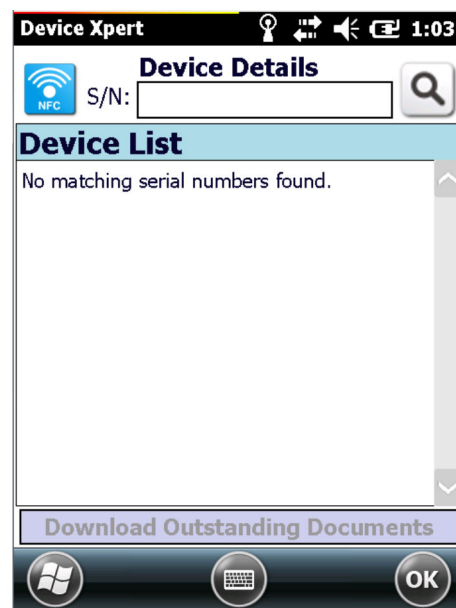 Device Xpert 1:03
Device Details
NFC
S/N:
Device List
No matching serial numbers found.
Download Outstanding Documents
OK